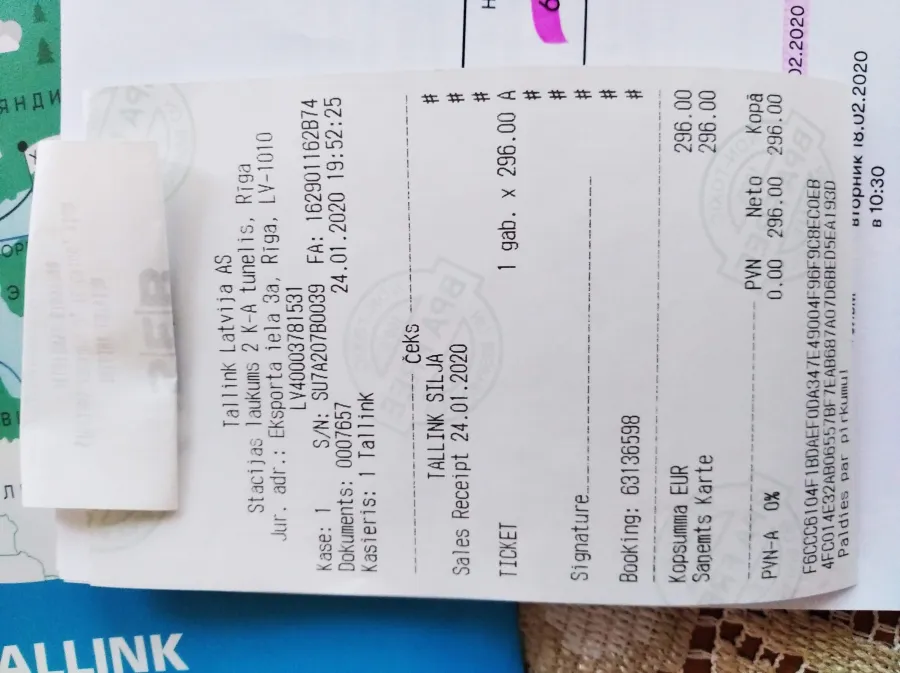 Tallink Latvija AS
Stacijas laukums 2 K-A tunelis, Rīga
Jur. adr.: Eksporta iela 3a, Rīga, LV-1010
LV40003781531
Kase: 1 S/N: SU7A207B0039 FA: 162901162B74
Dokuments: 0007657 24.01.2020 19:52:25
Kasieris: 1 Tallink
čeks
TALLINK SILJA #
Sales Receipt 24.01.2020 #
#
TICKET 1 gab. x 296.00 A
#
#
Signature #
#
Booking: 63136598 #
Kopsumma EUR 296.00
Saņemts Karte 296.00
PVN Neto Kopā
PVN-A 0% 0.00 296.00 296.00
F6CCC6104F1BDAEF0DA347E49004F96F9C8EC0EB
4FC014E32AB06557BF7EAB687A07D6BED5EA193D
Paldies par pirkumu!
02.2020
вторник 18.02.2020
в 10:30
ALLINK